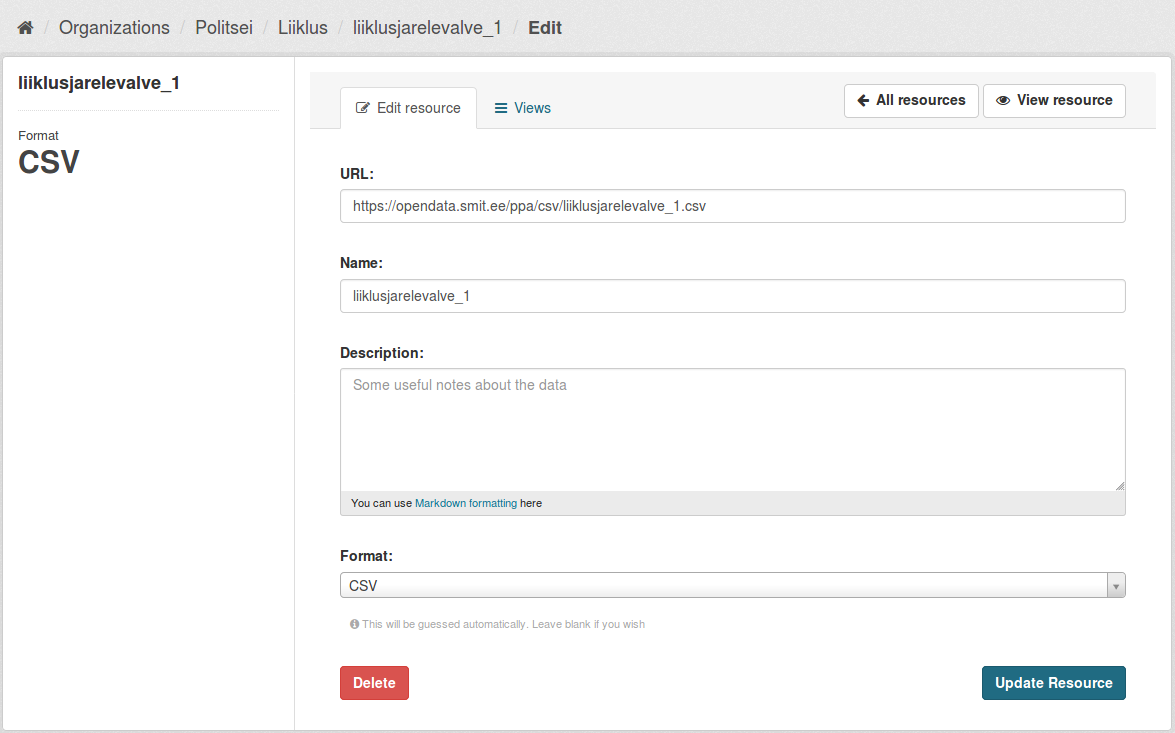 / Organizations / Politsei / Liiklus / liiklusjarelevalve_1 / Edit
liiklusjarelevalve_1
Format
CSV
Edit resource
Views
All resources
View resource
URL:
https://opendata.smit.ee/ppa/csv/liiklusjarelevalve_1.csv
Name:
liiklusjarelevalve_1
Description:
Some useful notes about the data
You can use Markdown formatting here
Format:
CSV
This will be guessed automatically. Leave blank if you wish
Delete
Update Resource